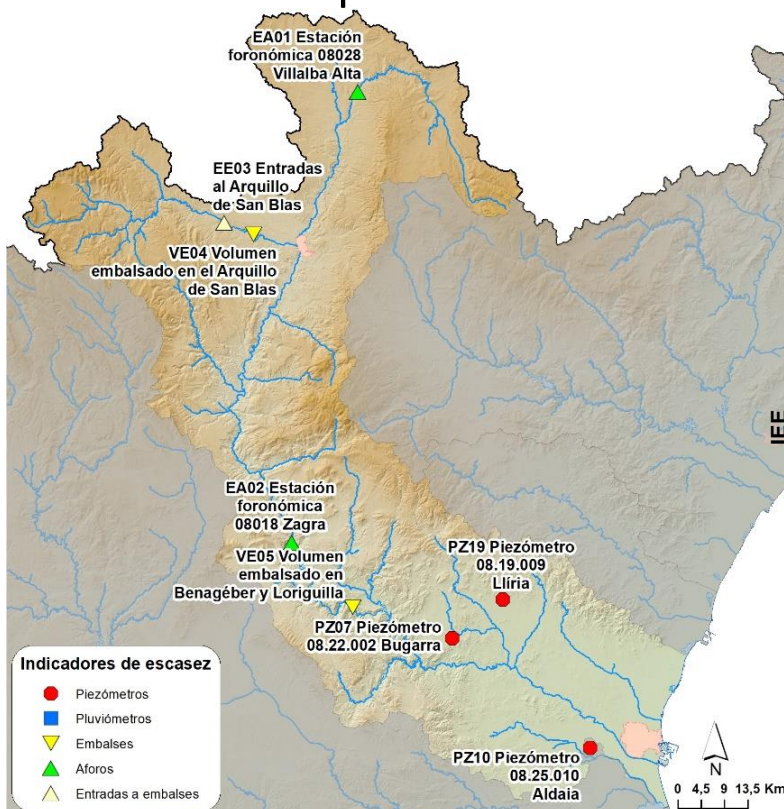 EA01 Estación
foronómica 08028
Villalba Alta
EE03 Entradas
al Arquillo
de San Blas
VE04 Volumen
embalsado en el Arquillo
de San Blas
EA02 Estación
foronómica
08018 Zagra
VE05 Volumen
embalsado en
Benagéber y Loriguilla
PZ19 Piezómetro
08.19.009
Llíria
PZ07 Piezómetro
08.22.002 Bugarra
PZ10 Piezómetro
08.25.010
Aldaia
Indicadores de escasez
Piezómetros
Pluviómetros
Embalses
Aforos
Entradas a embalses
N
0 4,5 9 13,5 Km